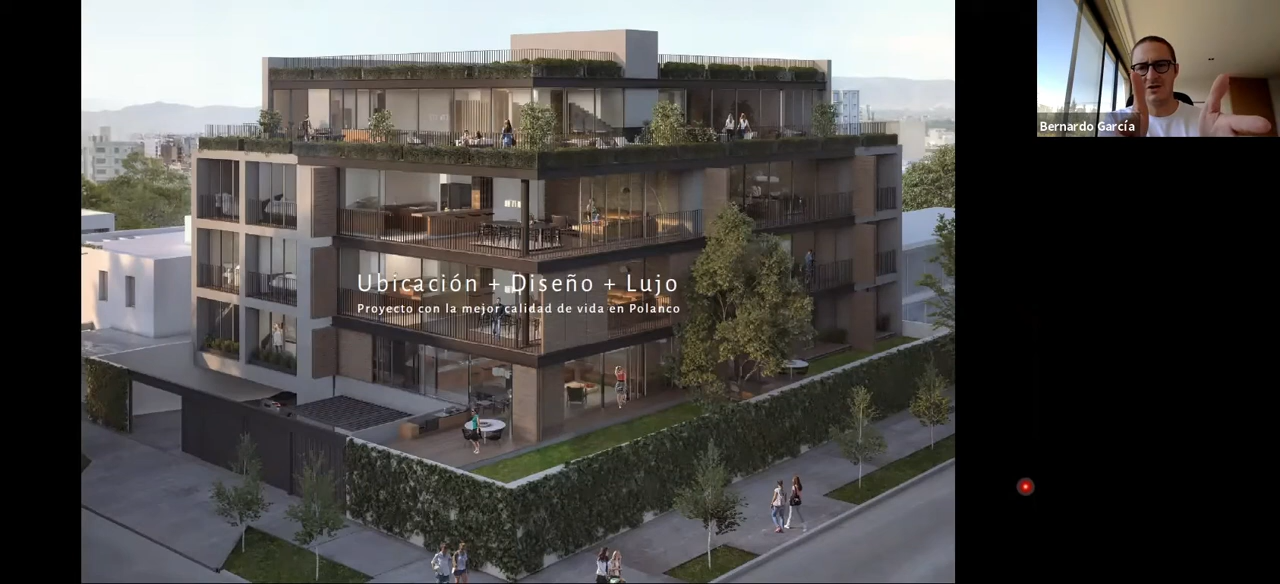 Ubicación + Diseño + Lujo
Proyecto con la mejor calidad de vida en Polanco
Bernardo García